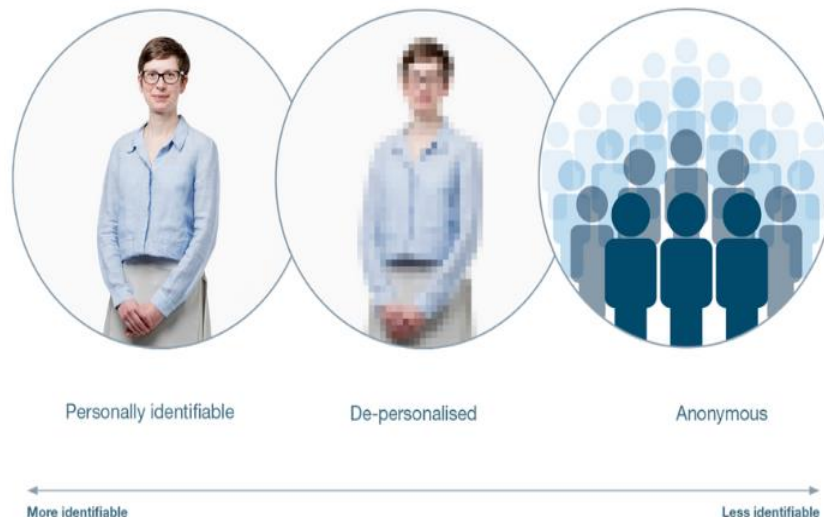 Personally identifiable
De-personalised
Anonymous
More identifiable
Less identifiable